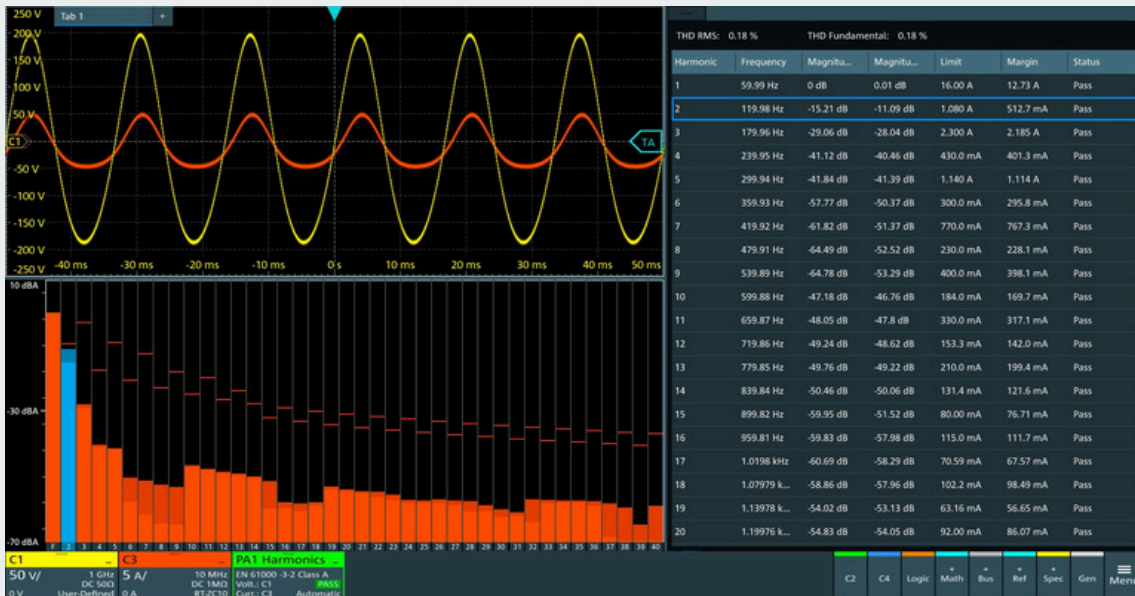 250 V
Tab 1
+
200 V
150 V
100 V
50 V
C1
TA
-50 V
-100 V
-150 V
-200 V
-250 V
-40 ms -30 ms -20 ms -10 ms 0 s 10 ms 20 ms 30 ms 40 ms 50 ms
10 dBA
-30 dBA
-70 dBA
F 2 3 4 5 6 7 8 9 10 11 12 13 14 15 16 17 18 19 20 21 22 23 24 25 26 27 28 29 30 31 32 33 34 35 36 37 38 39 40
THD RMS: 0.18 % THD Fundamental: 0.18 %
Harmonic Frequency Magnitu... Magnitu... Limit Margin Status
1 59.99 Hz 0 dB 0.01 dB 16.00 A 12.73 A Pass
2 119.98 Hz -15.21 dB -11.09 dB 1.080 A 512.7 mA Pass
3 179.96 Hz -29.06 dB -28.04 dB 2.300 A 2.185 A Pass
4 239.95 Hz -41.12 dB -40.46 dB 430.0 mA 401.3 mA Pass
5 299.94 Hz -41.84 dB -41.39 dB 1.140 A 1.114 A Pass
6 359.93 Hz -57.77 dB -50.37 dB 300.0 mA 295.8 mA Pass
7 419.92 Hz -61.82 dB -51.37 dB 770.0 mA 767.3 mA Pass
8 479.91 Hz -64.49 dB -52.52 dB 230.0 mA 228.1 mA Pass
9 539.89 Hz -64.78 dB -53.29 dB 400.0 mA 398.1 mA Pass
10 599.88 Hz -47.18 dB -46.76 dB 184.0 mA 169.7 mA Pass
11 659.87 Hz -48.05 dB -47.8 dB 330.0 mA 317.1 mA Pass
12 719.86 Hz -49.24 dB -48.62 dB 153.3 mA 142.0 mA Pass
13 779.85 Hz -49.76 dB -49.22 dB 210.0 mA 199.4 mA Pass
14 839.84 Hz -50.46 dB -50.06 dB 131.4 mA 121.6 mA Pass
15 899.82 Hz -59.95 dB -51.52 dB 80.00 mA 76.71 mA Pass
16 959.81 Hz -59.83 dB -57.98 dB 115.0 mA 111.7 mA Pass
17 1.0198 kHz -60.69 dB -58.29 dB 70.59 mA 67.57 mA Pass
18 1.07979 k... -58.86 dB -57.96 dB 102.2 mA 98.49 mA Pass
19 1.13978 k... -54.02 dB -53.13 dB 63.16 mA 56.65 mA Pass
20 1.19976 k... -54.83 dB -54.05 dB 92.00 mA 86.07 mA Pass
C1 C3 PA1 Harmonics
50 V/ 1 GHz 5 A/ 10 MHz EN 61000 -3-2 Class A
DC 50Ω DC 1MΩ Volt.: C1 PASS
0 V User-Defined 0 A RT-ZC10 Curr.: C3 Automatic
C2 C4 Logic + Math + Bus + Ref + Spec Gen Menu